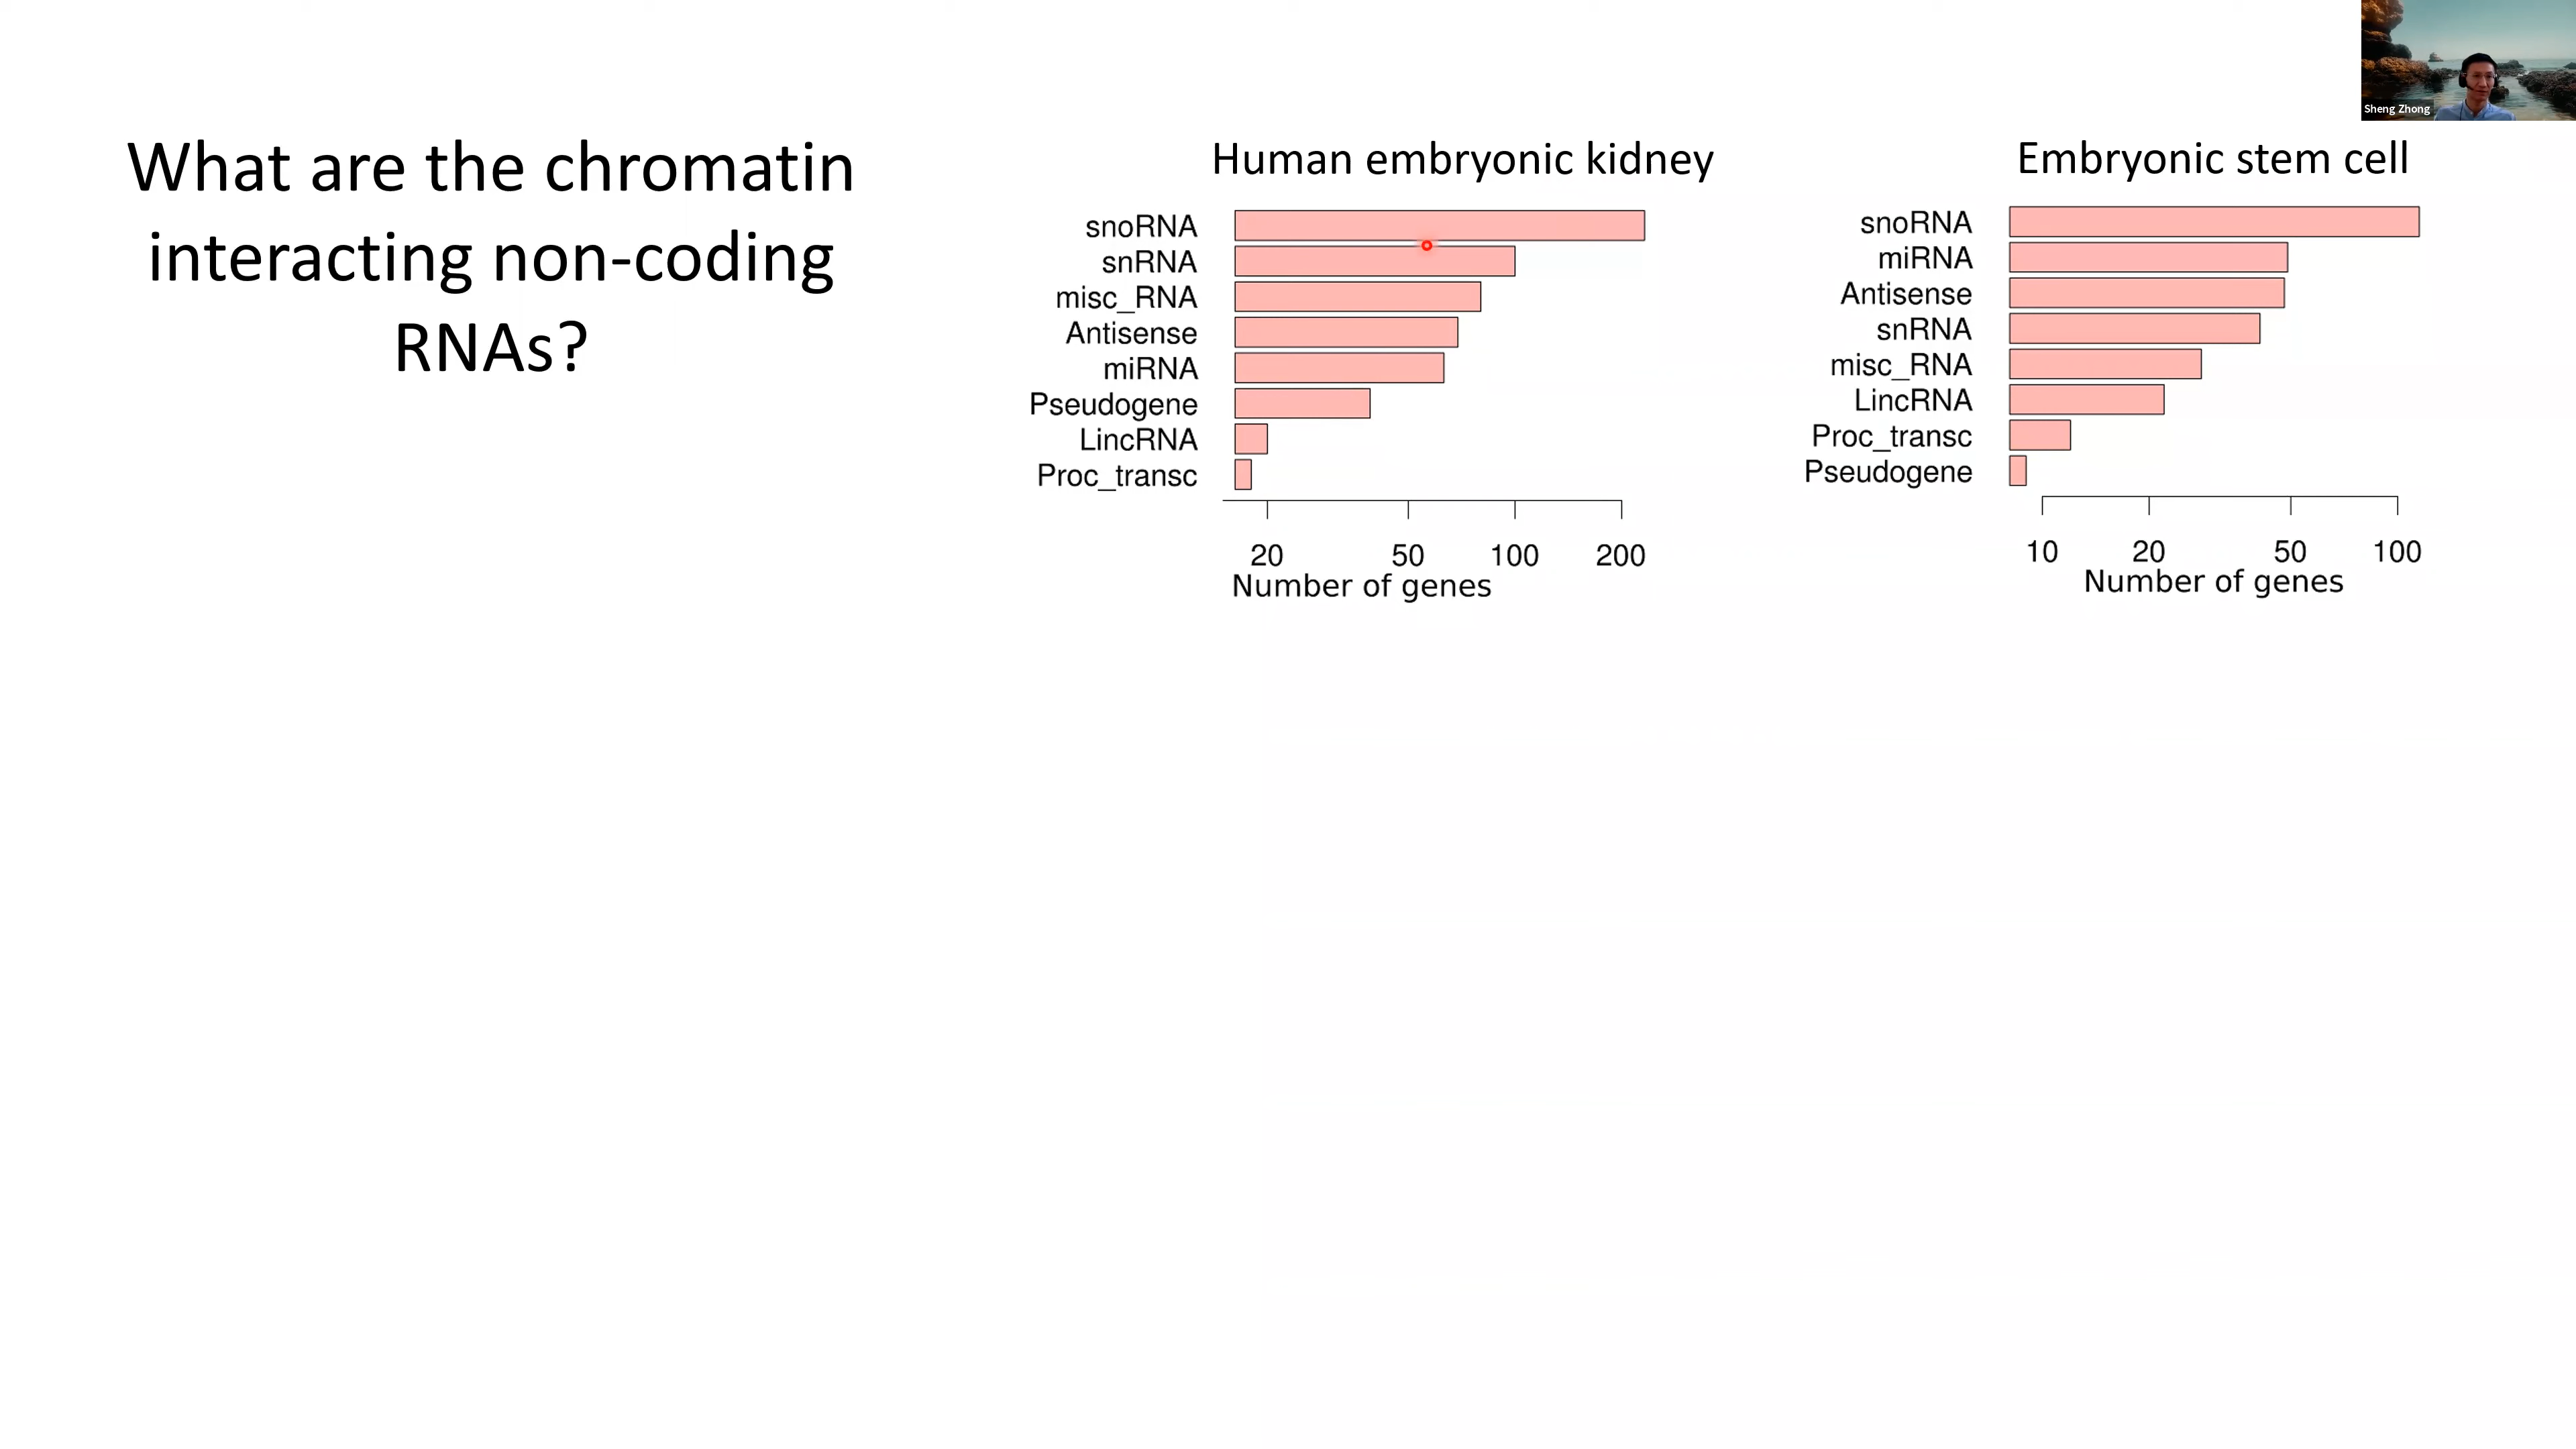 Sheng Zhong
What are the chromatin
interacting non-coding
RNAs?
Human embryonic kidney
snoRNA
snRNA
misc_RNA
Antisense
miRNA
Pseudogene
LincRNA
Proc_transc
20 50 100 200
Number of genes
Embryonic stem cell
snoRNA
miRNA
Antisense
snRNA
misc_RNA
LincRNA
Proc_transc
Pseudogene
10 20 50 100
Number of genes